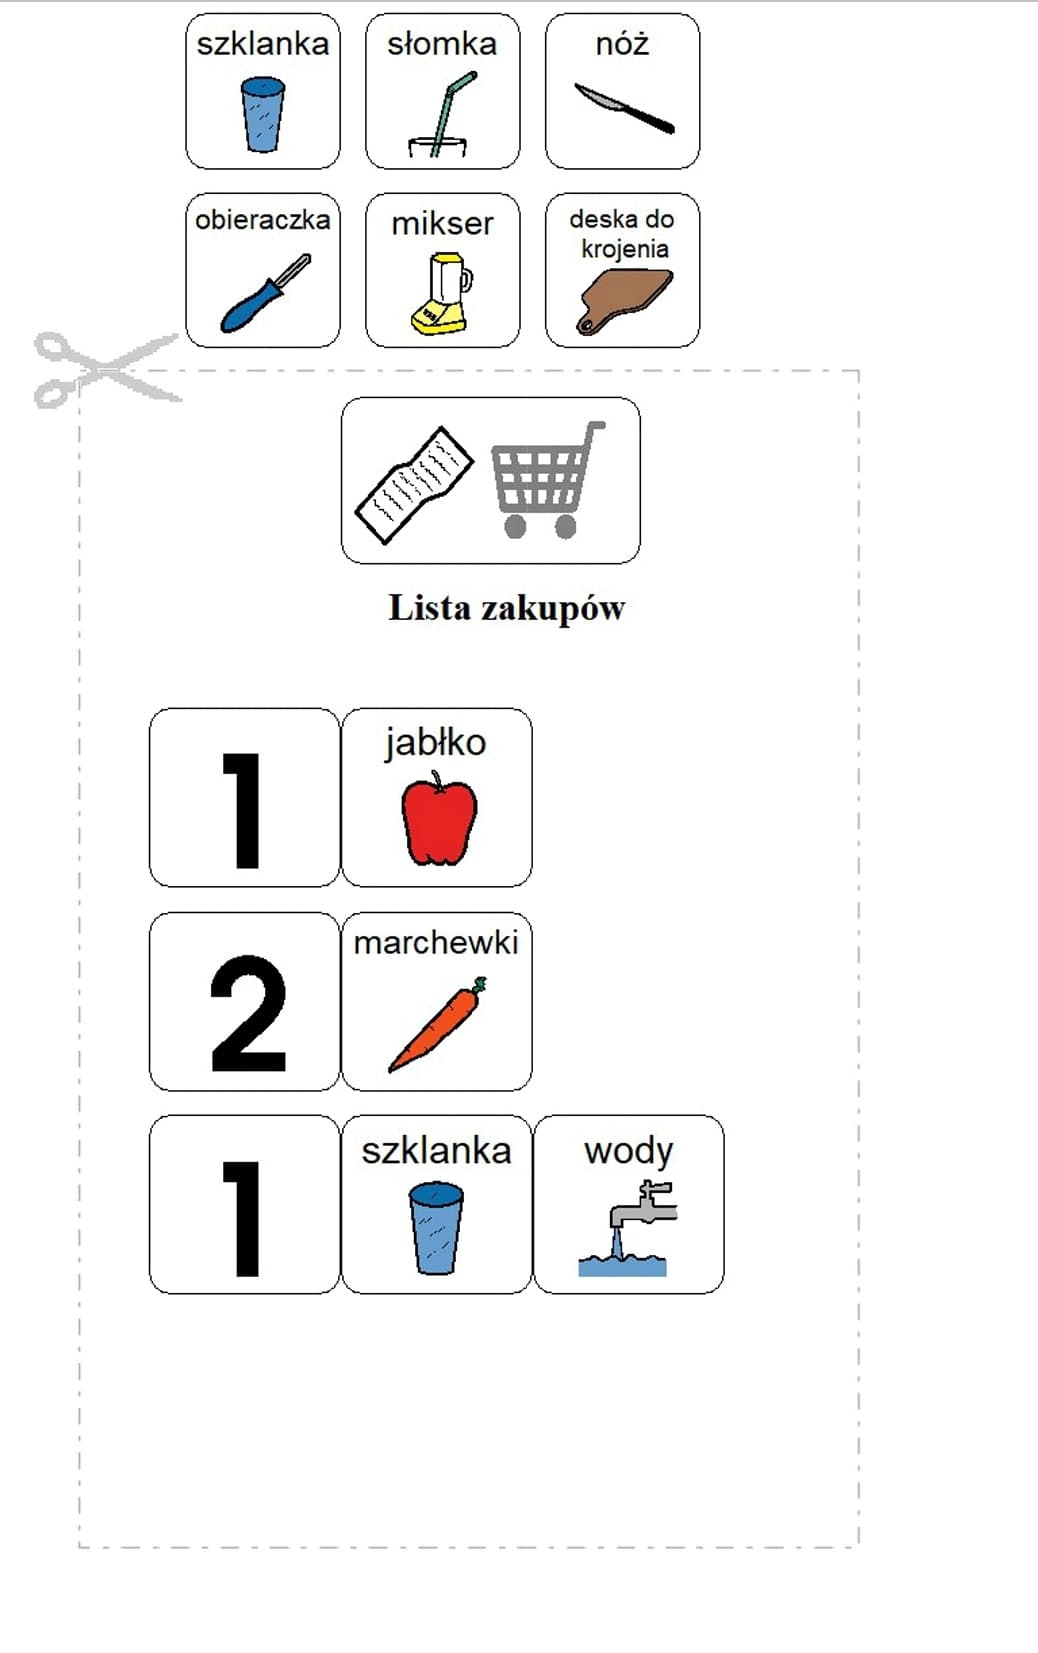 szklanka
słomka
nóż
obieraczka
mikser
deska do
krojenia
Lista zakupów
1
jabłko
2
marchewki
1
szklanka
wody